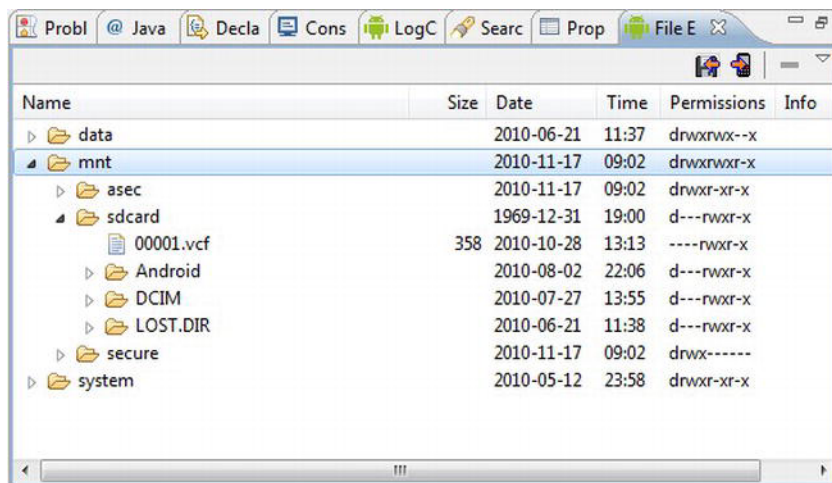 Probl @ Java Decla Cons LogC Searc Prop File E
Name Size Date Time Permissions Info
data 2010-06-21 11:37 drwxrwx--x
mnt 2010-11-17 09:02 drwxrwxr-x
asec 2010-11-17 09:02 drwxr-xr-x
sdcard 1969-12-31 19:00 d---rwxr-x
00001.vcf 358 2010-10-28 13:13 ----rwxr-x
Android 2010-08-02 22:06 d---rwxr-x
DCIM 2010-07-27 13:55 d---rwxr-x
LOST.DIR 2010-06-21 11:38 d---rwxr-x
secure 2010-11-17 09:02 drwx------
system 2010-05-12 23:58 drwxr-xr-x